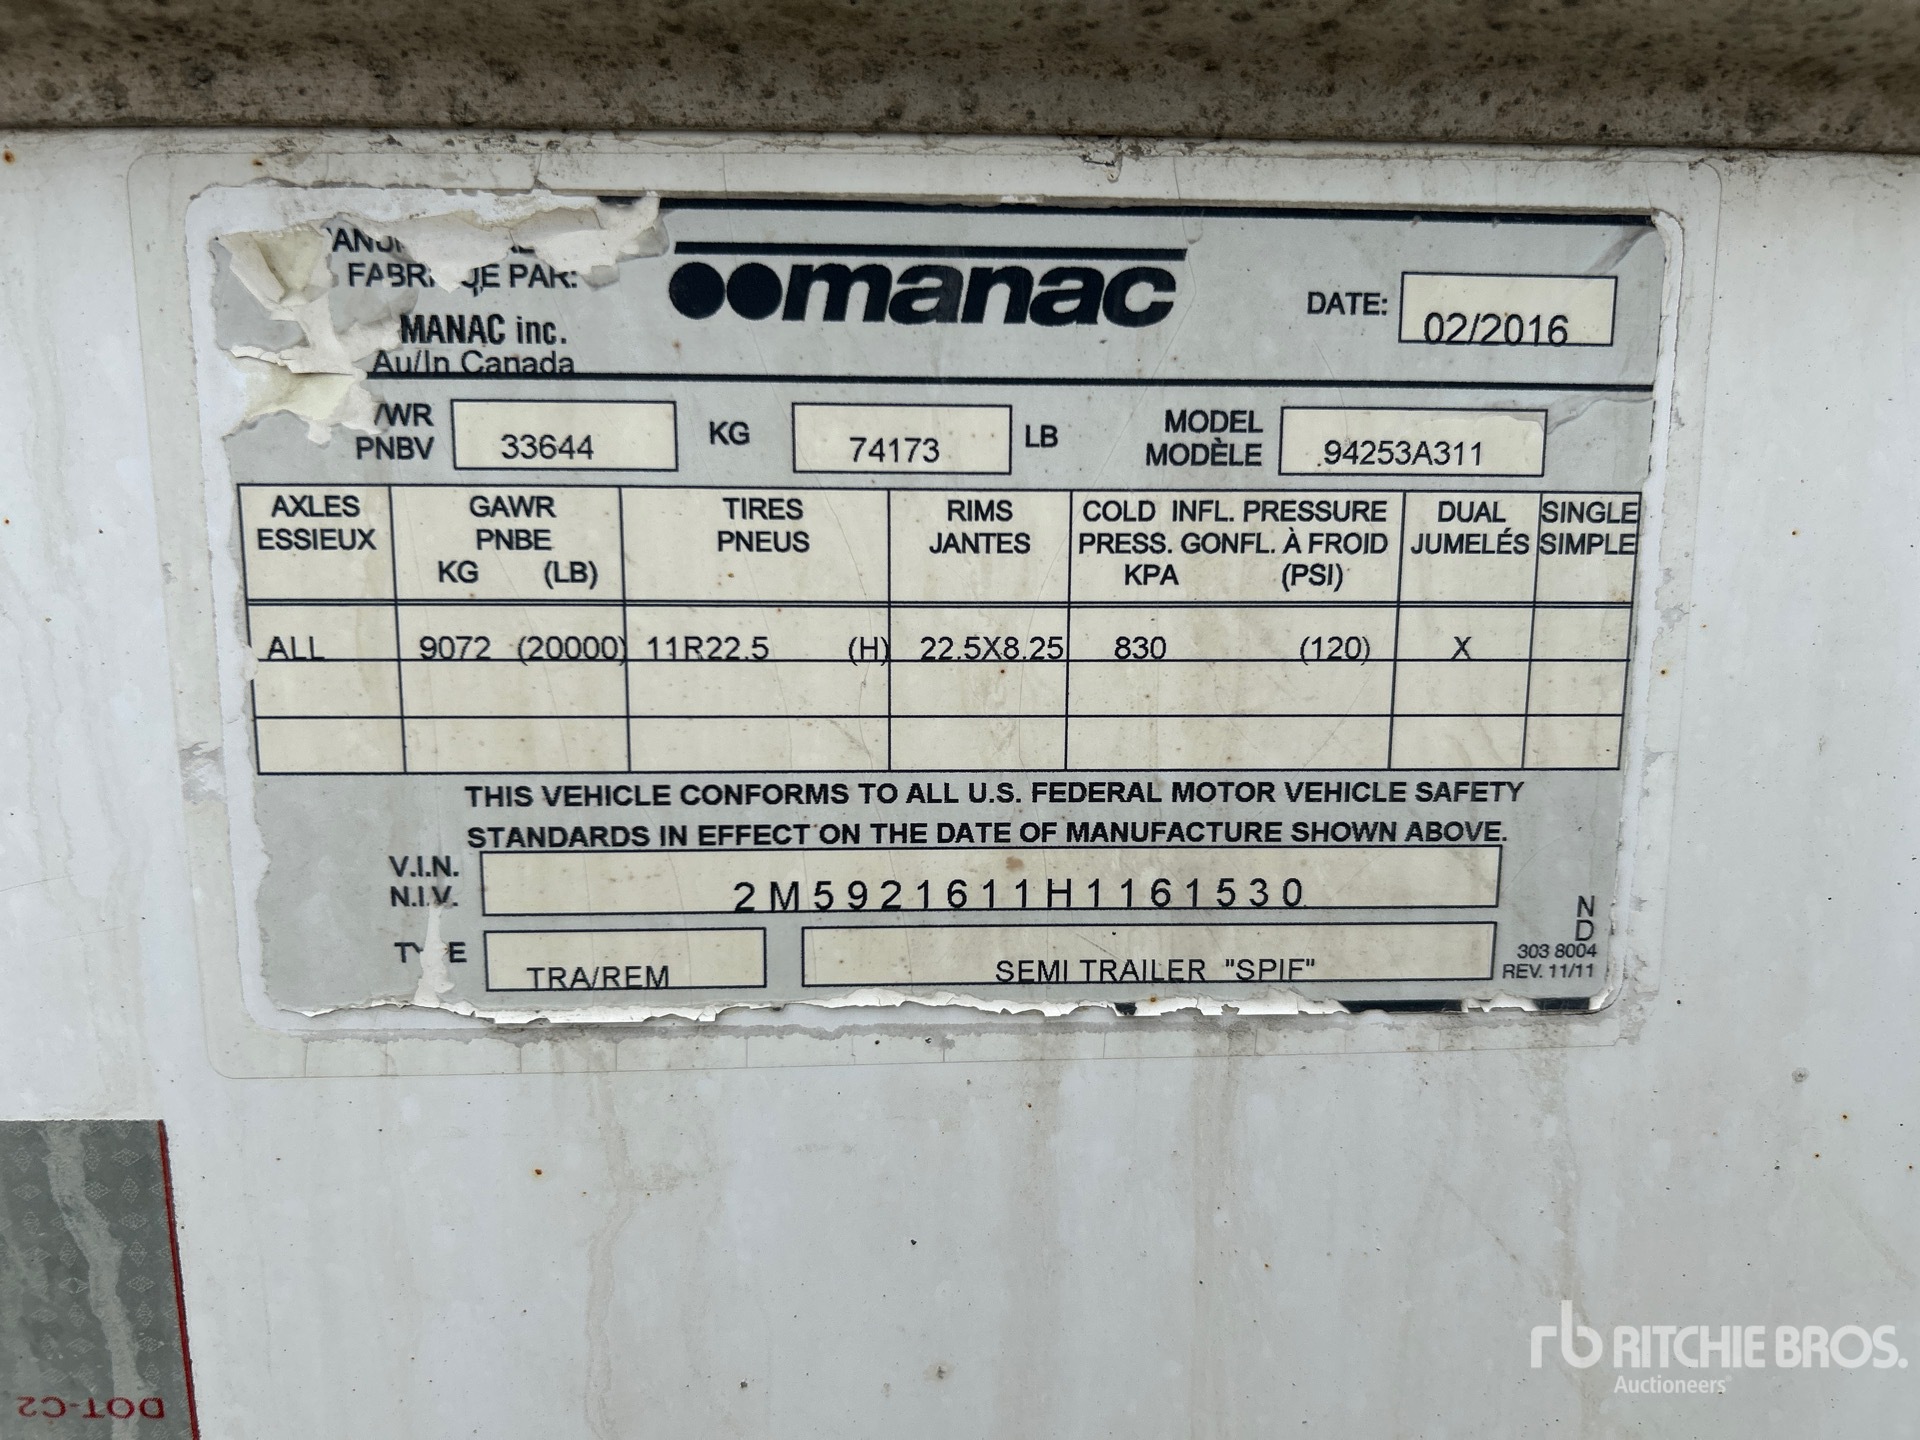 FABR   UE PAR:
MANAC inc.
Au/In Canada
manac
DATE: 02/2016
/WR
PNBV 33644 KG 74173 LB
MODEL
MODÈLE 94253A311
AXLES
ESSIEUX
GAWR
PNBE
KG (LB)
TIRES
PNEUS
RIMS
JANTES
COLD INFL. PRESSURE
PRESS. GONFL. À FROID
KPA (PSI)
DUAL
JUMELÉS
SINGLE
SIMPLE
ALL 9072 (20000) 11R22.5 (H) 22.5X8.25 830 (120) X
THIS VEHICLE CONFORMS TO ALL U.S. FEDERAL MOTOR VEHICLE SAFETY
STANDARDS IN EFFECT ON THE DATE OF MANUFACTURE SHOWN ABOVE.
V.I.N.
N.I.V. 2M5921611H1161530
TYPE TRA/REM SEMI TRAILER "SPIF"
N
D
303 8004
REV. 11/11
DOT-C2
rb RITCHIE BROS.
Auctioneers